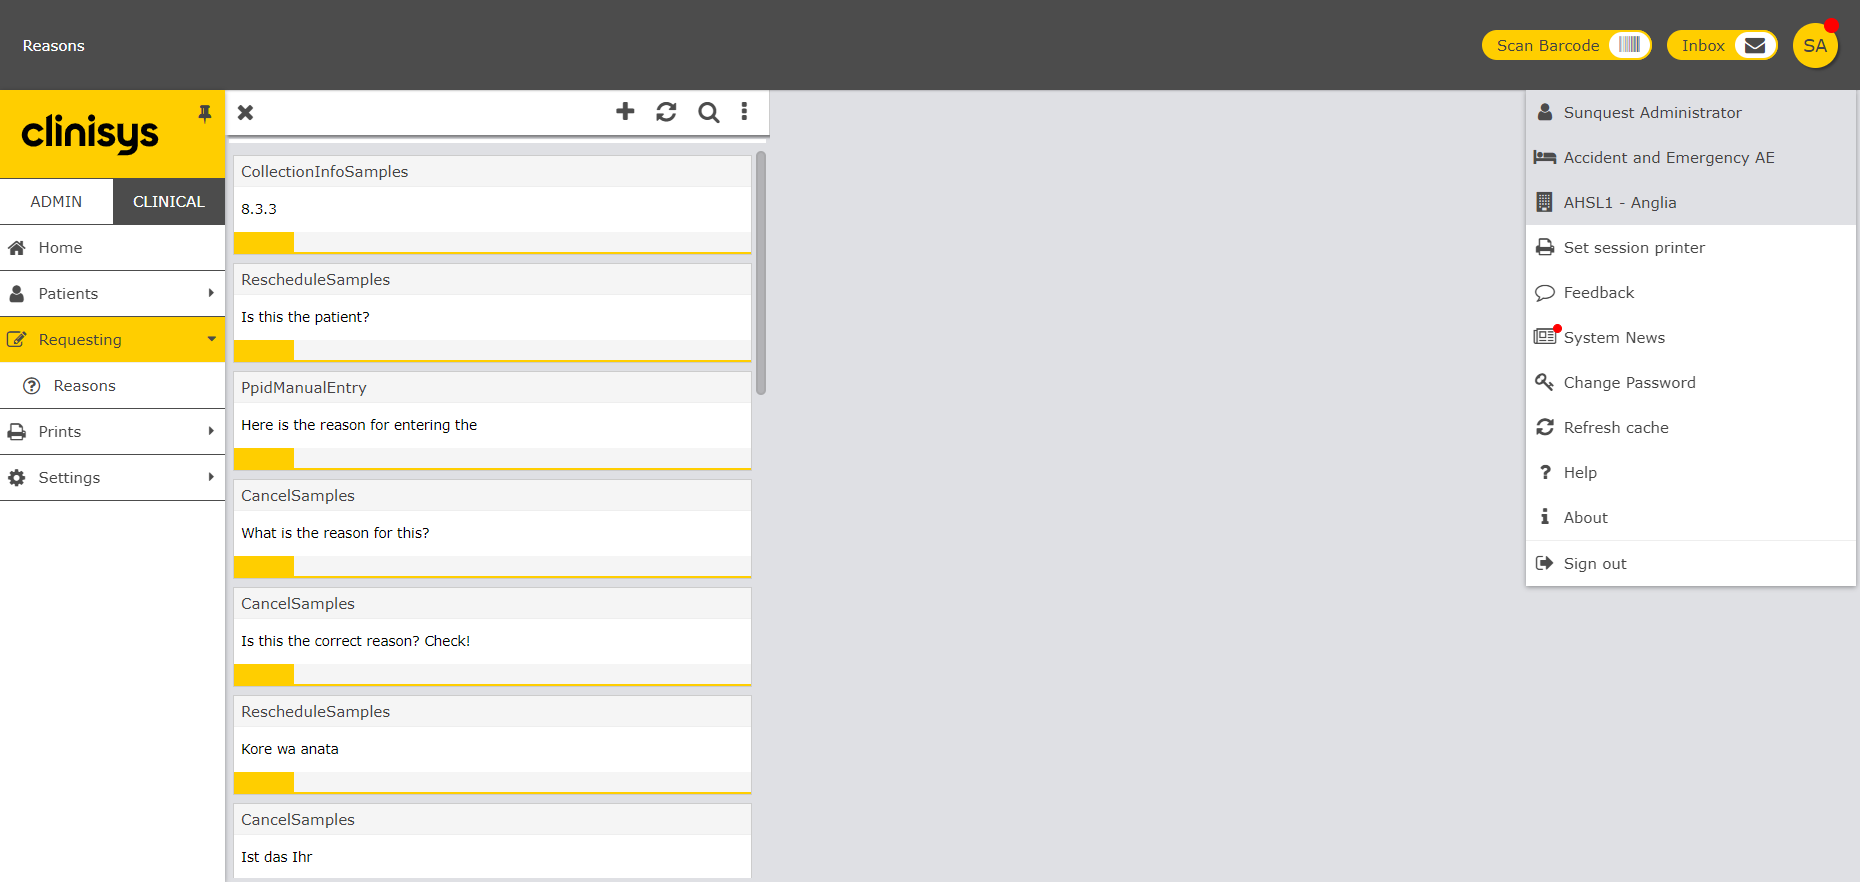 Reasons
Scan Barcode
Inbox
SA
clinisys
ADMIN
CLINICAL
Home
Patients
Requesting
Reasons
Prints
Settings
CollectionInfoSamples
8.3.3
RescheduleSamples
Is this the patient?
PpidManualEntry
Here is the reason for entering the
CancelSamples
What is the reason for this?
CancelSamples
Is this the correct reason? Check!
RescheduleSamples
Kore wa anata
CancelSamples
Ist das Ihr
Sunquest Administrator
Accident and Emergency AE
AHSL1 - Anglia
Set session printer
Feedback
System News
Change Password
Refresh cache
Help
About
Sign out